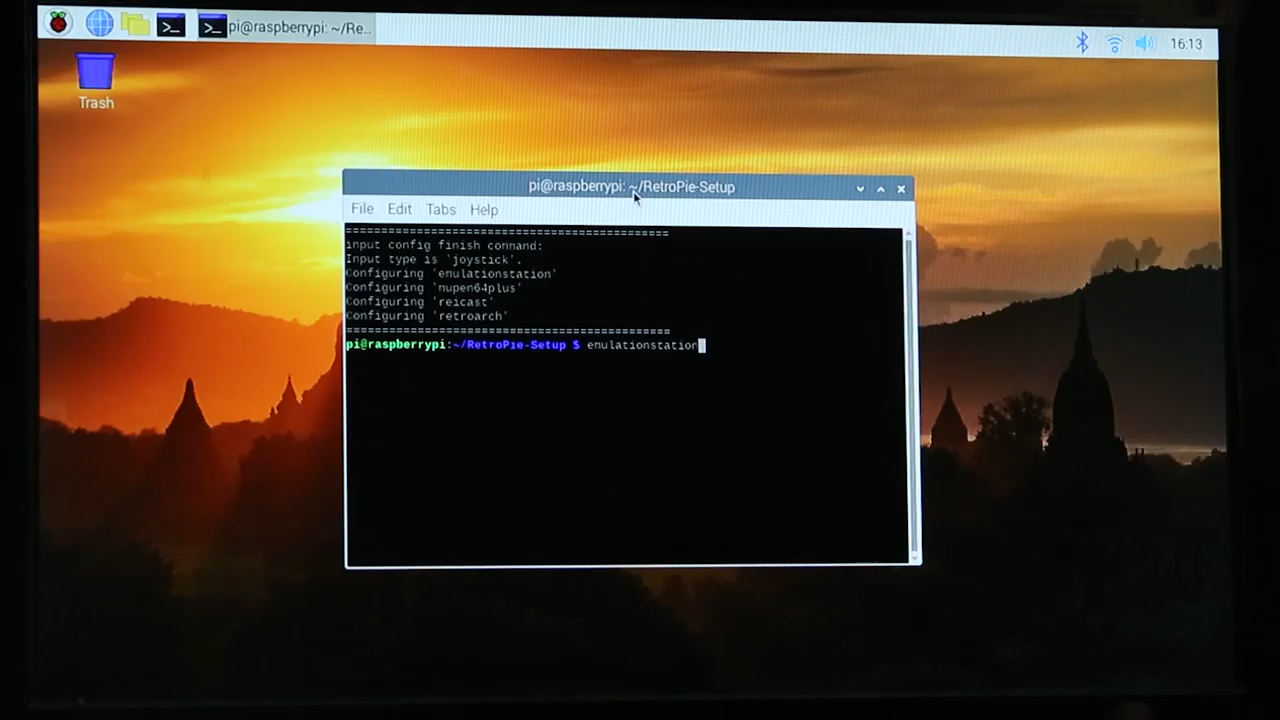 pi@raspberrypi: ~/Re...
16:13
Trash
pi@raspberrypi: ~/RetroPie-Setup
File Edit Tabs Help
==============================================
input config finish command:
Input type is 'joystick'.
Configuring 'emulationstation'
Configuring 'mupen64plus'
Configuring 'reicast'
Configuring 'retroarch'
==============================================
pi@raspberrypi:~/RetroPie-Setup $ emulationstation